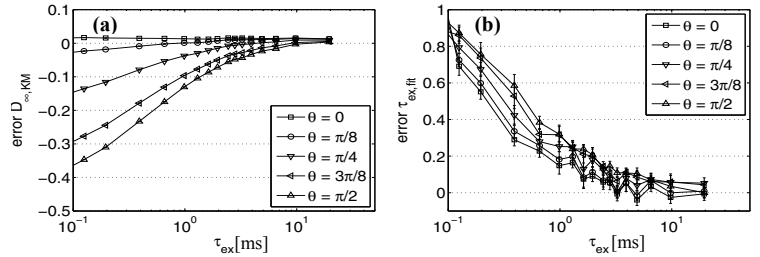 (a)
0.1
0
-0.1
-0.2
-0.3
-0.4
-0.5
error D∞,KM
θ = 0
θ = π/8
θ = π/4
θ = 3π/8
θ = π/2
10⁻¹ 10⁰ 10¹
τex[ms]
(b)
1
0.8
0.6
0.4
0.2
0
error τex,fit
θ = 0
θ = π/8
θ = π/4
θ = 3π/8
θ = π/2
10⁻¹ 10⁰ 10¹
τex[ms]